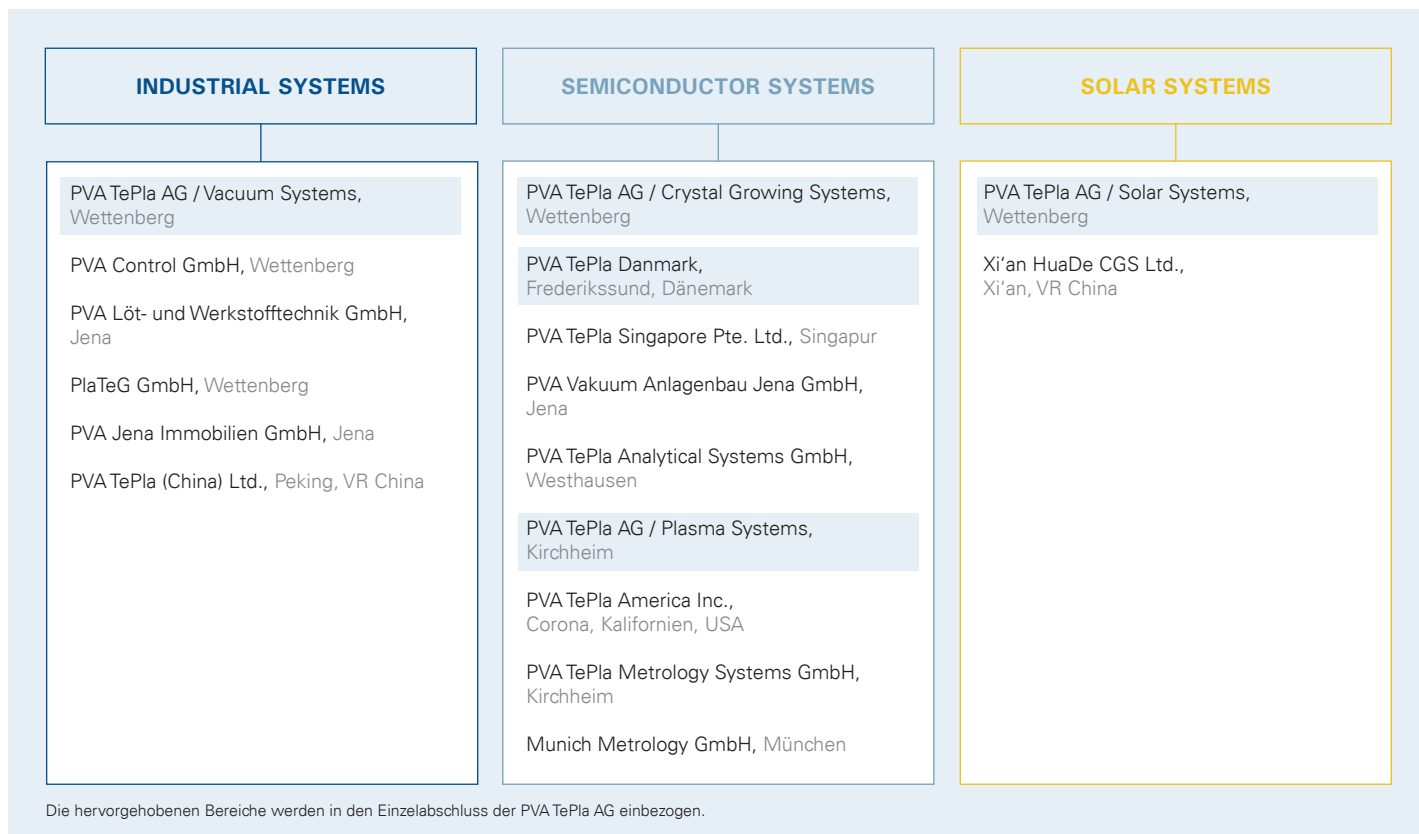 INDUSTRIAL SYSTEMS
PVA TePla AG / Vacuum Systems,
Wettenberg
PVA Control GmbH, Wettenberg
PVA Löt- und Werkstofftechnik GmbH,
Jena
PlaTeG GmbH, Wettenberg
PVA Jena Immobilien GmbH, Jena
PVA TePla (China) Ltd., Peking, VR China
SEMICONDUCTOR SYSTEMS
PVA TePla AG / Crystal Growing Systems,
Wettenberg
PVA TePla Danmark,
Frederikssund, Dänemark
PVA TePla Singapore Pte. Ltd., Singapur
PVA Vakuum Anlagenbau Jena GmbH,
Jena
PVA TePla Analytical Systems GmbH,
Westhausen
PVA TePla AG / Plasma Systems,
Kirchheim
PVA TePla America Inc.,
Corona, Kalifornien, USA
PVA TePla Metrology Systems GmbH,
Kirchheim
Munich Metrology GmbH, München
SOLAR SYSTEMS
PVA TePla AG / Solar Systems,
Wettenberg
Xi‘an HuaDe CGS Ltd.,
Xi‘an, VR China
Die hervorgehobenen Bereiche werden in den Einzelabschluss der PVA TePla AG einbezogen.